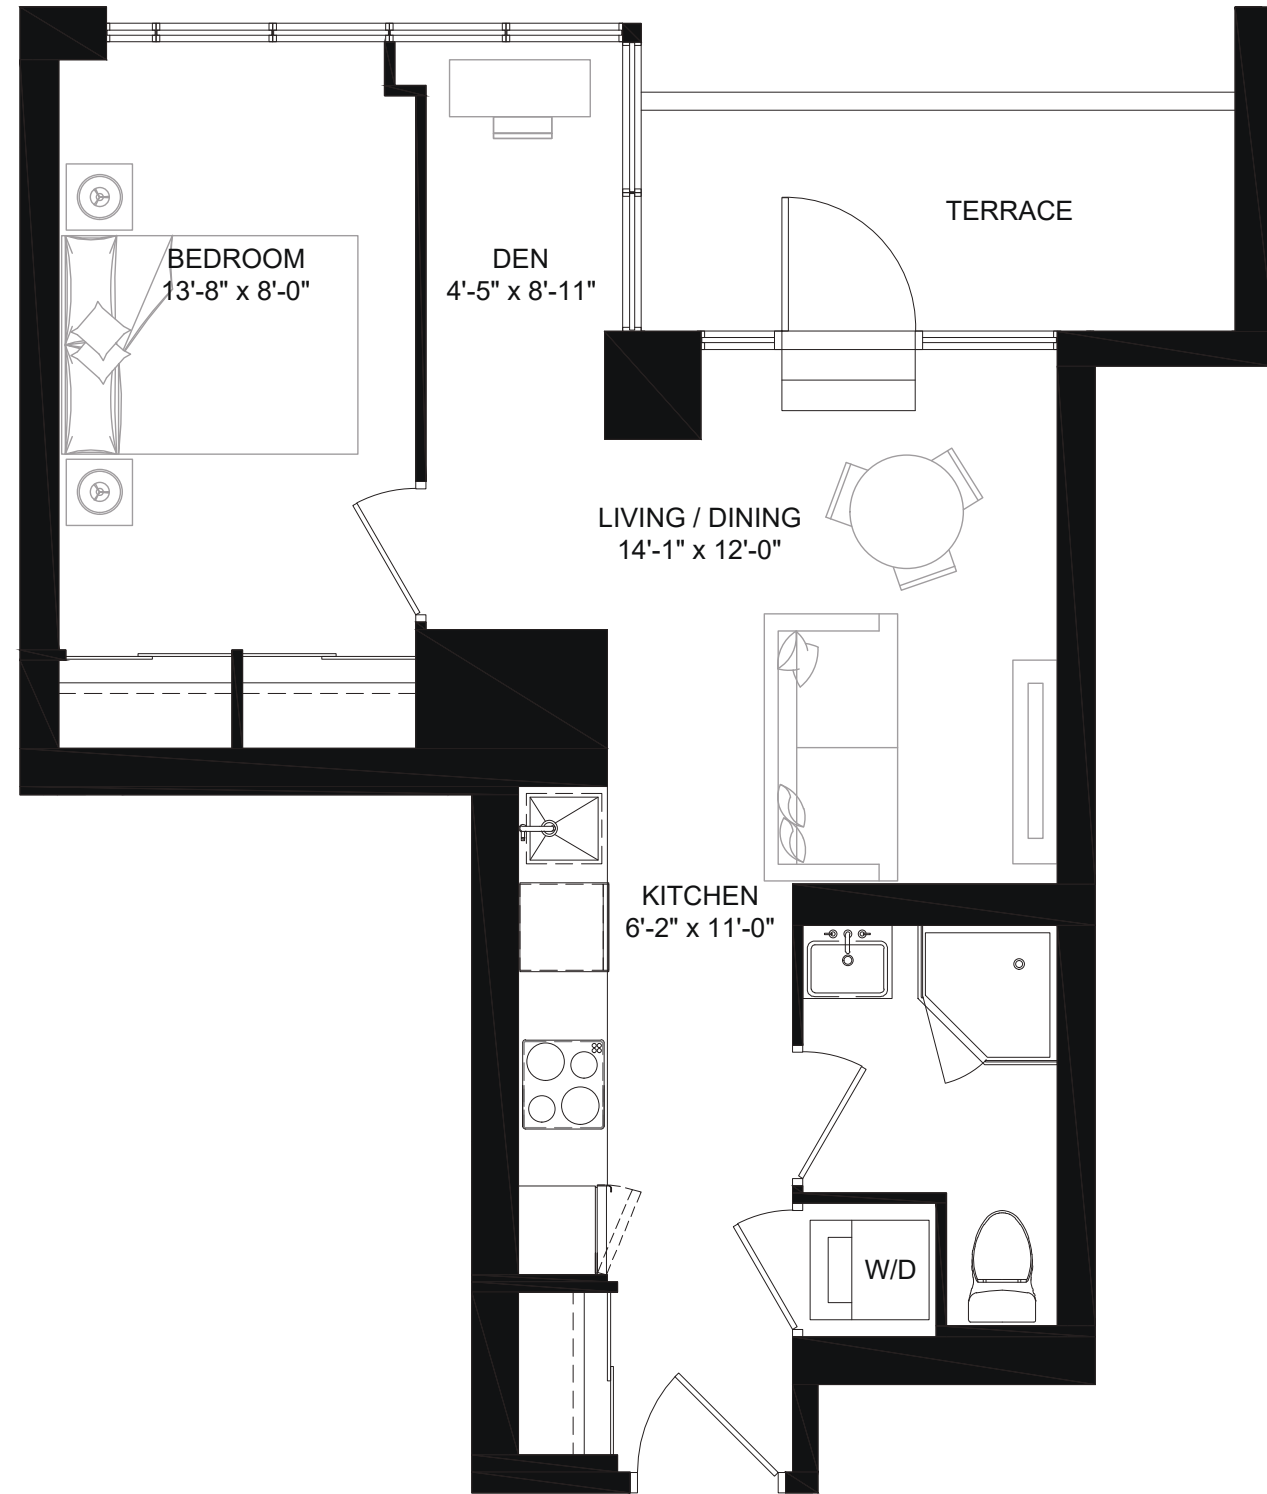 TERRACE
BEDROOM
13'-8" x 8'-0"
DEN
4'-5" x 8'-11"
LIVING / DINING
14'-1" x 12'-0"
KITCHEN
6'-2" x 11'-0"
W/D